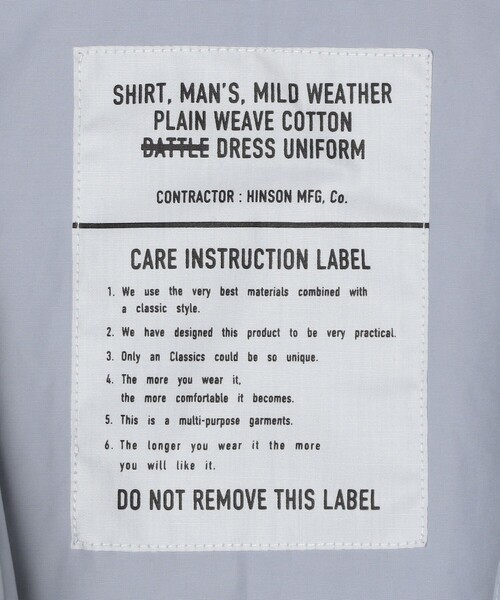 SHIRT, MAN'S, MILD WEATHER
PLAIN WEAVE COTTON
BATTLE DRESS UNIFORM
CONTRACTOR : HINSON MFG, Co.
CARE INSTRUCTION LABEL
1. We use the very best materials combined with
a classic style.
2. We have designed this product to be very practical.
3. Only an Classics could be so unique.
4. The more you wear it,
the more comfortable it becomes.
5. This is a multi-purpose garments.
6. The longer you wear it the more
you will like it.
DO NOT REMOVE THIS LABEL